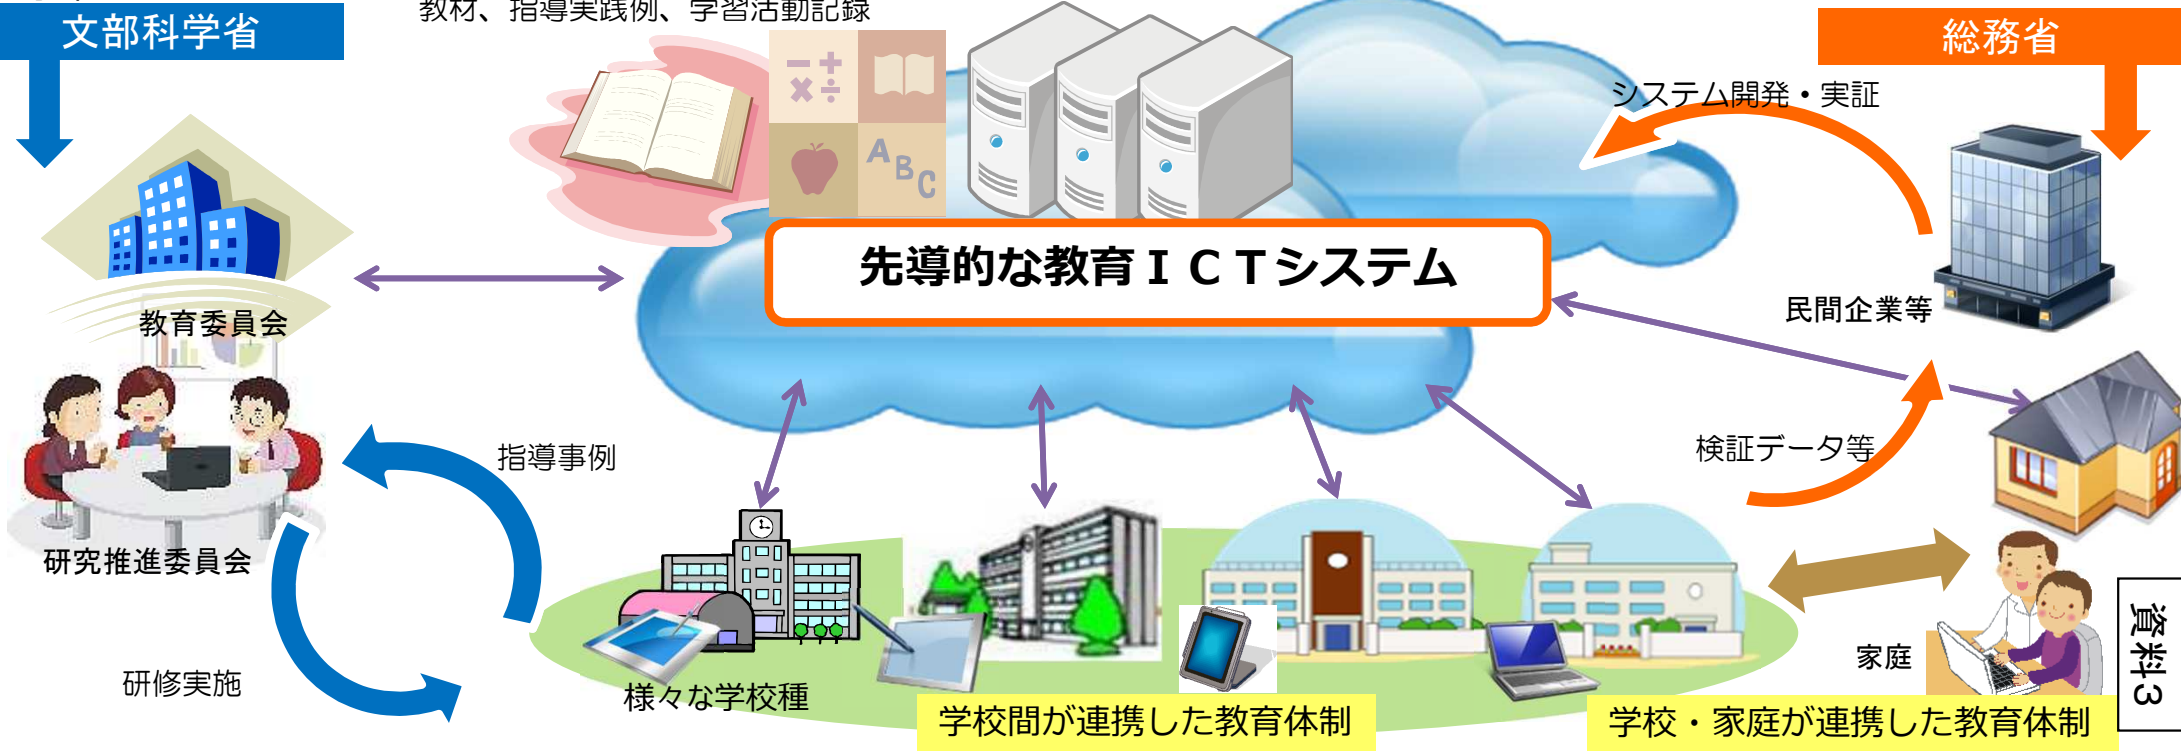 教材、指導実践例、学習活動記録
文部科学省
総務省
システム開発・実証
－＋
×÷
A B C
先導的な教育ＩＣＴシステム
教育委員会
民間企業等
指導事例
検証データ等
研究推進委員会
研修実施
様々な学校種
家庭
学校間が連携した教育体制
学校・家庭が連携した教育体制
資料3